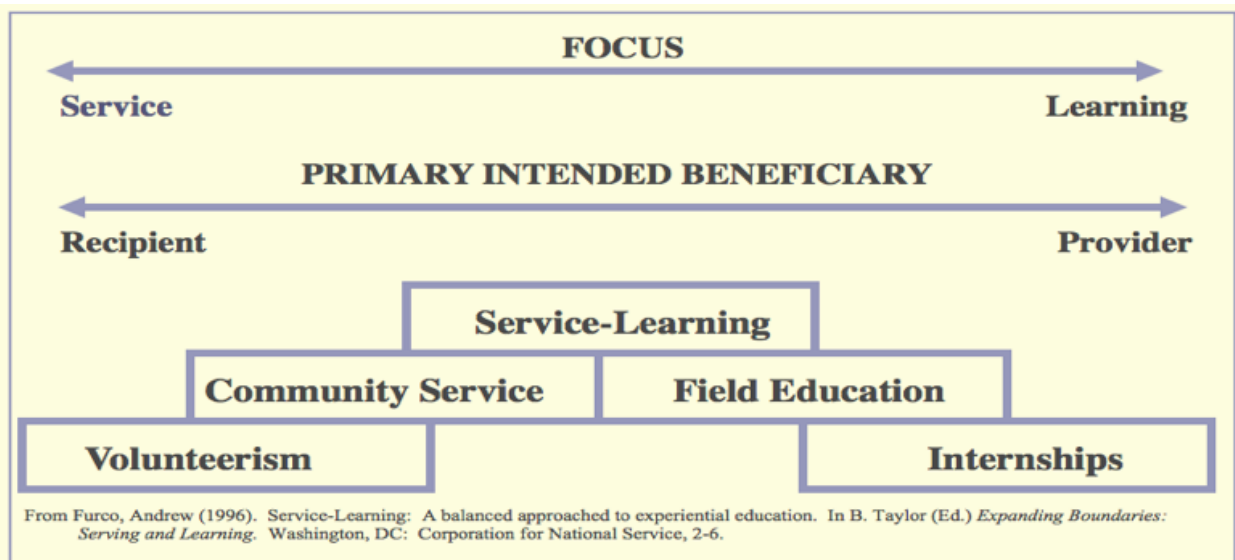 FOCUS
Service Learning
PRIMARY INTENDED BENEFICIARY
Recipient Provider
Service-Learning
Community Service Field Education
Volunteerism Internships
From Furco, Andrew (1996). Service-Learning: A balanced approached to experiential education. In B. Taylor (Ed.) Expanding Boundaries:
Serving and Learning. Washington, DC: Corporation for National Service, 2-6.